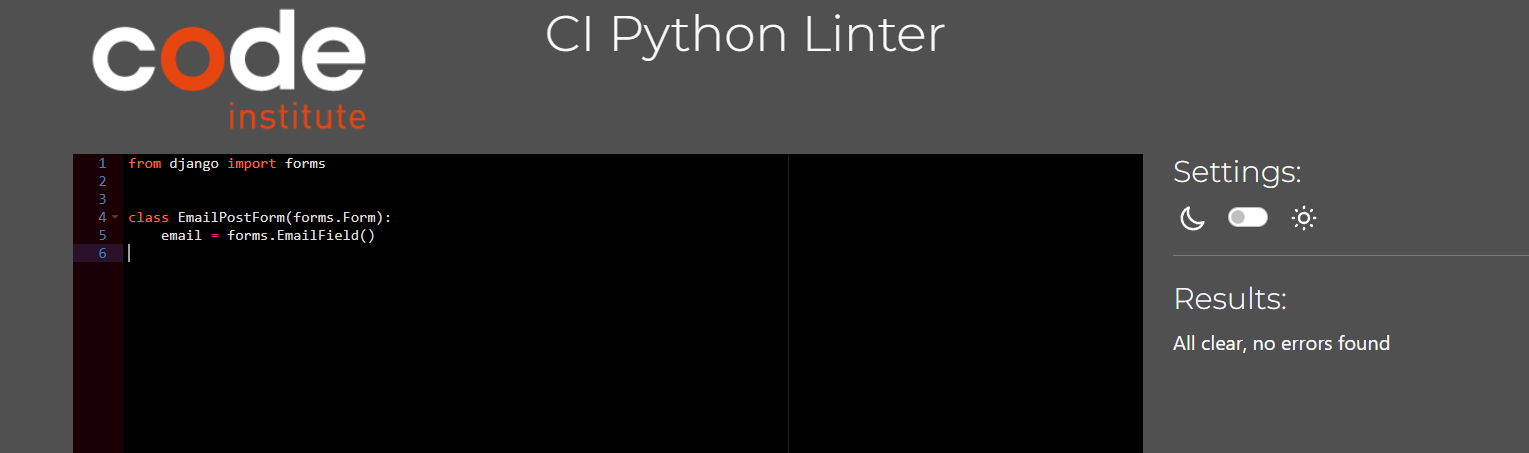 code
institute
CI Python Linter
1 from django import forms
2
3
4 class EmailPostForm(forms.Form):
5     email = forms.EmailField()
6
Settings:
Results:
All clear, no errors found